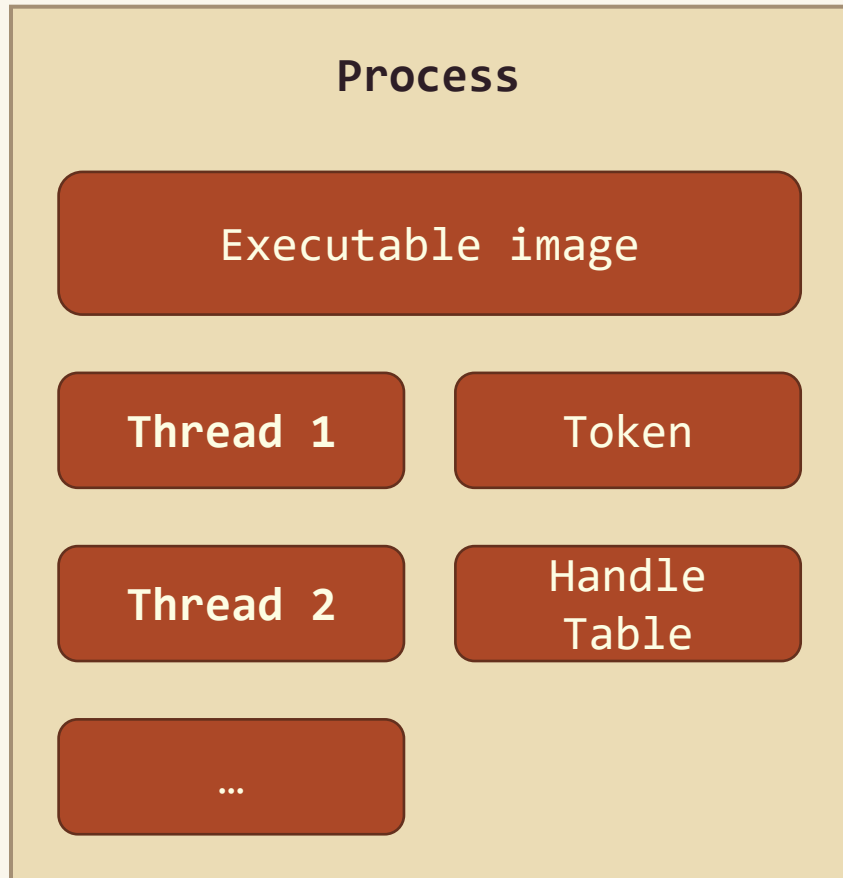 Process
Executable image
Thread 1
Token
Thread 2
Handle
Table
…